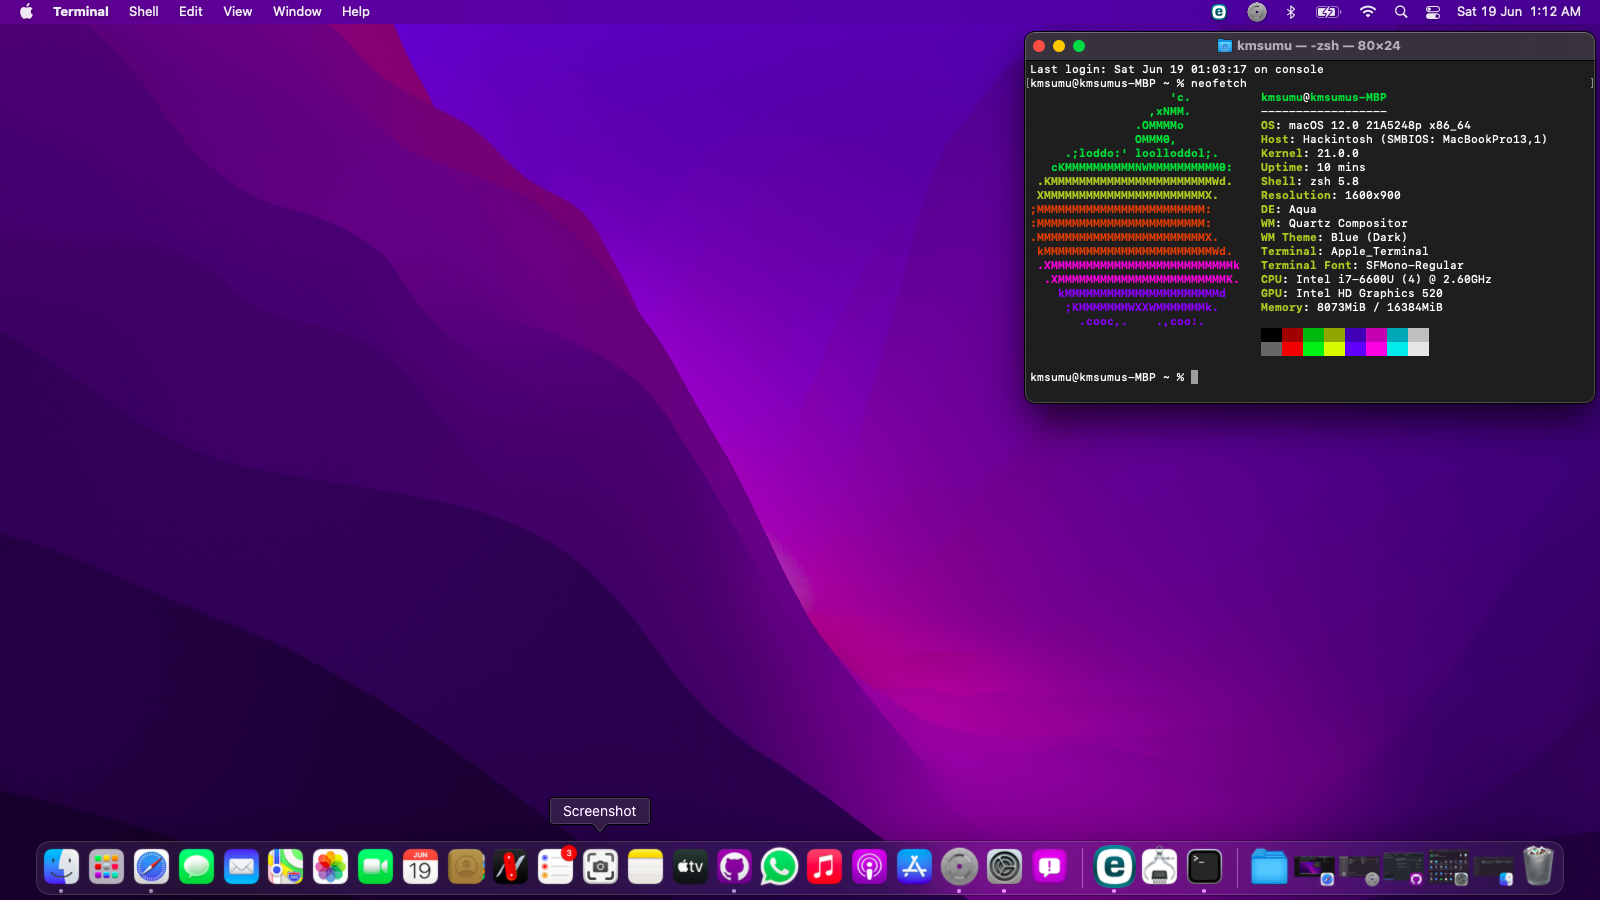 Terminal Shell Edit View Window Help Sat 19 Jun 1:12 AM
kmsumu — -zsh — 80×24
Last login: Sat Jun 19 01:03:17 on console
[kmsumu@kmsumus-MBP ~ % neofetch ]
'c. kmsumu@kmsumus-MBP
,xNMM. ------------------
.OMMMMo OS: macOS 12.0 21A5248p x86_64
OMMM0, Host: Hackintosh (SMBIOS: MacBookPro13,1)
.;loddo:' loolloddol;. Kernel: 21.0.0
cKMMMMMMMMMMNWMMMMMMMMMM0: Uptime: 10 mins
.KMMMMMMMMMMMMMMMMMMMMMMMWd. Shell: zsh 5.8
XMMMMMMMMMMMMMMMMMMMMMMMX. Resolution: 1600x900
;MMMMMMMMMMMMMMMMMMMMMMMM: DE: Aqua
:MMMMMMMMMMMMMMMMMMMMMMMM: WM: Quartz Compositor
.MMMMMMMMMMMMMMMMMMMMMMMMX. WM Theme: Blue (Dark)
kMMMMMMMMMMMMMMMMMMMMMMMMWd. Terminal: Apple_Terminal
.XMMMMMMMMMMMMMMMMMMMMMMMMMMk Terminal Font: SFMono-Regular
.XMMMMMMMMMMMMMMMMMMMMMMMMK. CPU: Intel i7-6600U (4) @ 2.60GHz
kMMMMMMMMMMMMMMMMMMMMMMd GPU: Intel HD Graphics 520
;KMMMMMMMWXXWMMMMMMMk. Memory: 8073MiB / 16384MiB
.cooc,. .,coo:.
kmsumu@kmsumus-MBP ~ %
Screenshot
JUN
19
3
tv
>_